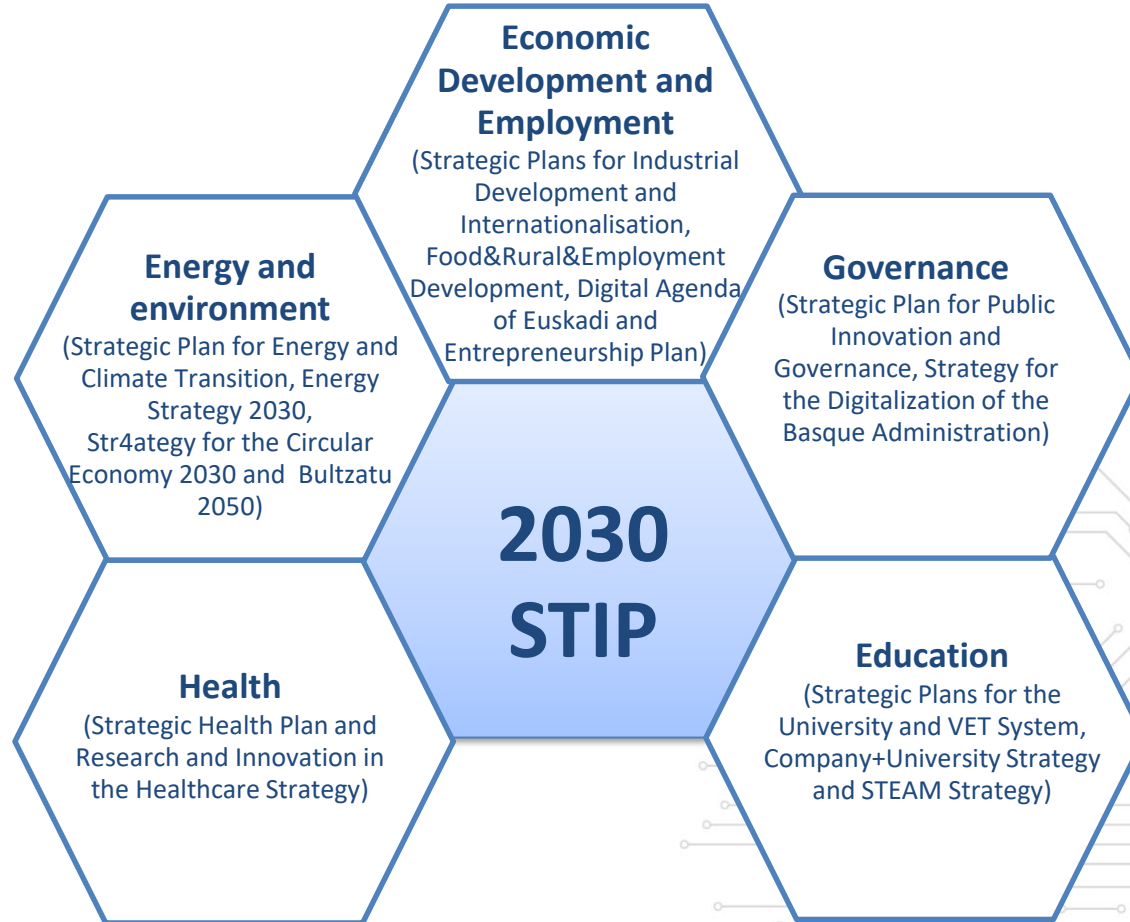 Economic
Development and
Employment
(Strategic Plans for Industrial
Development and
Internationalisation,
Food&Rural&Employment
Development, Digital Agenda
of Euskadi and
Entrepreneurship Plan)
Energy and
environment
(Strategic Plan for Energy and
Climate Transition, Energy
Strategy 2030,
Str4ategy for the Circular
Economy 2030 and Bultzatu
2050)
Governance
(Strategic Plan for Public
Innovation and
Governance, Strategy for
the Digitalization of the
Basque Administration)
2030
STIP
Health
(Strategic Health Plan and
Research and Innovation in
the Healthcare Strategy)
Education
(Strategic Plans for the
University and VET System,
Company+University Strategy
and STEAM Strategy)